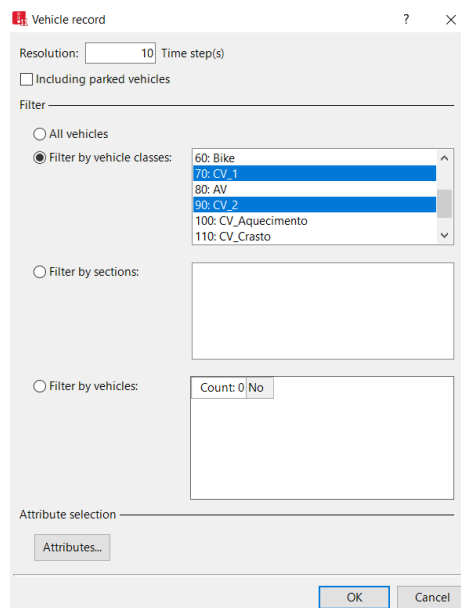 Vehicle record ?
Resolution: 10 Time step(s)
Including parked vehicles
Filter
All vehicles
Filter by vehicle classes:
60: Bike
70: CV_1
80: AV
90: CV_2
100: CV_Aquecimento
110: CV_Crasto
Filter by sections:
Filter by vehicles:
Count: 0 No
Attribute selection
Attributes...
OK Cancel